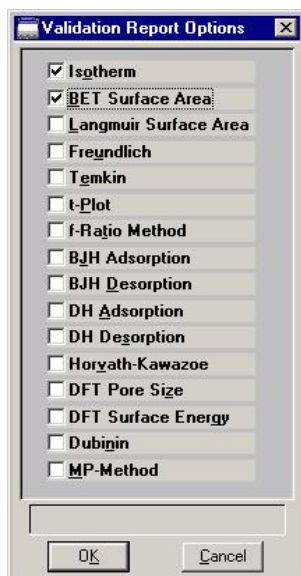 Validation Report Options
Isotherm
BET Surface Area
Langmuir Surface Area
Freundlich
Temkin
t-Plot
f-Ratio Method
BJH Adsorption
BJH Desorption
DH Adsorption
DH Desorption
Horvath-Kawazoe
DFT Pore Size
DFT Surface Energy
Dubinin
MP-Method
OK
Cancel